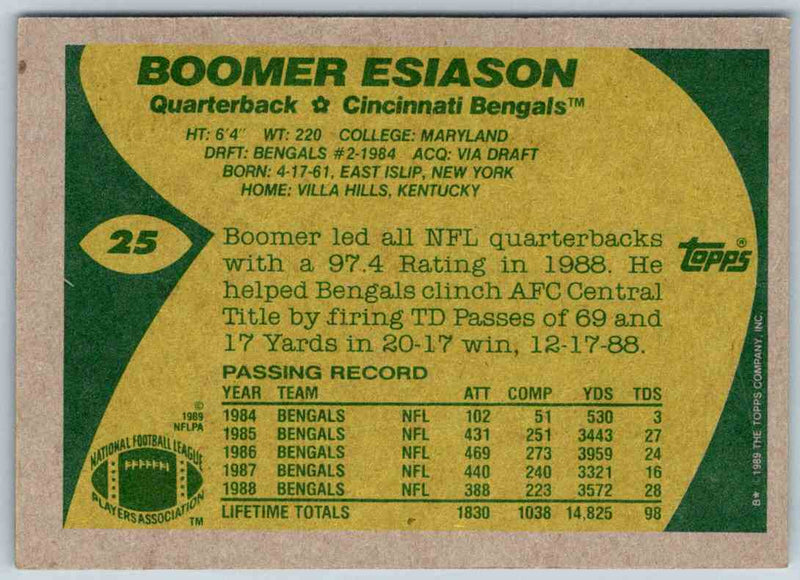 BOOMER ESIASON
Quarterback ✩ Cincinnati Bengals™
HT: 6'4" WT: 220 COLLEGE: MARYLAND
DRFT: BENGALS #2-1984 ACQ: VIA DRAFT
BORN: 4-17-61, EAST ISLIP, NEW YORK
HOME: VILLA HILLS, KENTUCKY
25
Boomer led all NFL quarterbacks
with a 97.4 Rating in 1988. He
helped Bengals clinch AFC Central
Title by firing TD Passes of 69 and
17 Yards in 20-17 win, 12-17-88.
TOPPS®
PASSING RECORD
YEAR TEAM ATT COMP YDS TDS
1984 BENGALS NFL 102 51 530 3
1985 BENGALS NFL 431 251 3443 27
1986 BENGALS NFL 469 273 3959 24
1987 BENGALS NFL 440 240 3321 16
1988 BENGALS NFL 388 223 3572 28
LIFETIME TOTALS 1830 1038 14,825 98
©
1989
NFLPA
NATIONAL FOOTBALL LEAGUE
PLAYERS ASSOCIATION
™
B* © 1989 THE TOPPS COMPANY, INC.